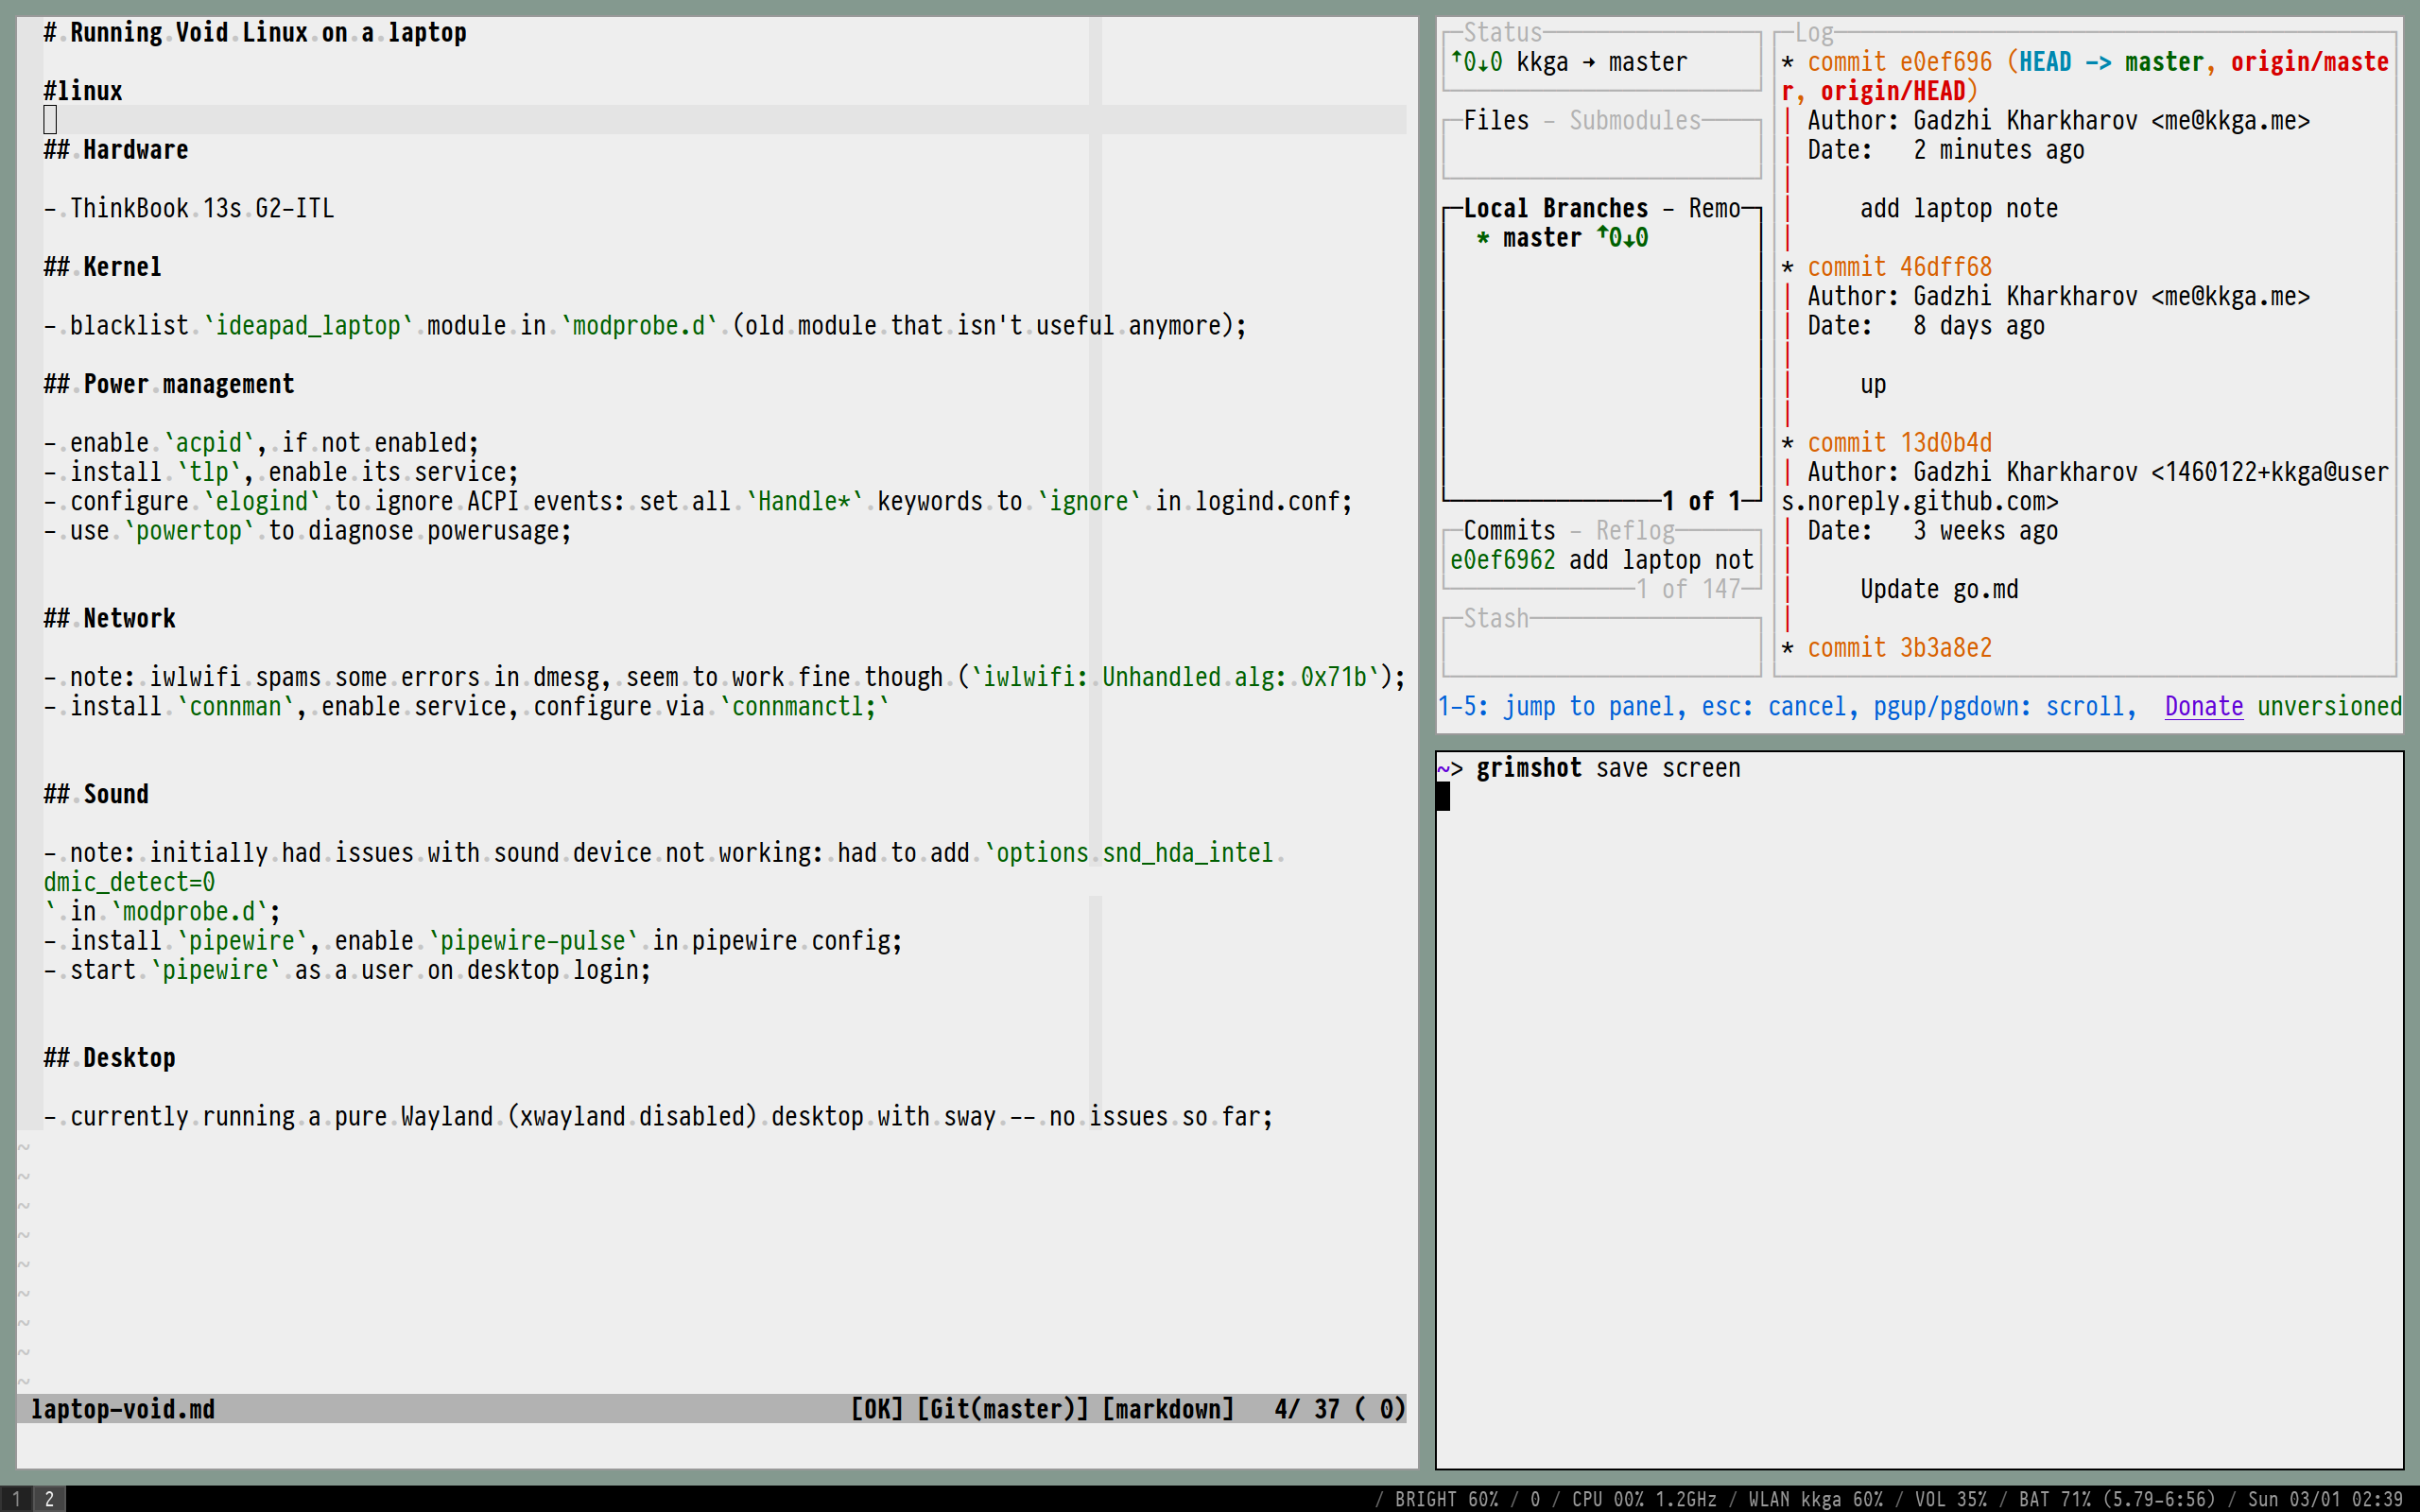 # Running Void Linux on a laptop
#linux
## Hardware
- ThinkBook 13s G2-ITL
## Kernel
- blacklist `ideapad_laptop` module in `modprobe.d` (old module that isn't useful anymore);
## Power management
- enable `acpid`, if not enabled;
- install `tlp`, enable its service;
- configure `elogind` to ignore ACPI events: set all `Handle*` keywords to `ignore` in logind.conf;
- use `powertop` to diagnose powerusage;
## Network
- note: iwlwifi spams some errors in dmesg, seem to work fine though (`iwlwifi: Unhandled alg: 0x71b`);
- install `connman`, enable service, configure via `connmanctl;`
## Sound
- note: initially had issues with sound device not working: had to add `options snd_hda_intel
dmic_detect=0
` in `modprobe.d`;
- install `pipewire`, enable `pipewire-pulse` in pipewire config;
- start `pipewire` as a user on desktop login;
## Desktop
- currently running a pure Wayland (xwayland disabled) desktop with sway -- no issues so far;
~
~
~
~
~
~
~
~
~
laptop-void.md [OK] [Git(master)] [markdown] 4/ 37 ( 0)
Status
↑0↓0 kkga → master
Files - Submodules
Local Branches - Remo
* master ↑0↓0
1 of 1
Commits - Reflog
e0ef6962 add laptop not
1 of 147
Stash
Log
* commit e0ef696 (HEAD -> master, origin/maste
r, origin/HEAD)
| Author: Gadzhi Kharkharov <me@kkga.me>
| Date:   2 minutes ago
|
|     add laptop note
|
* commit 46dff68
| Author: Gadzhi Kharkharov <me@kkga.me>
| Date:   8 days ago
|
|     up
|
* commit 13d0b4d
| Author: Gadzhi Kharkharov <1460122+kkga@user
s.noreply.github.com>
| Date:   3 weeks ago
|
|     Update go.md
|
* commit 3b3a8e2
1-5: jump to panel, esc: cancel, pgup/pgdown: scroll, Donate unversioned
~> grimshot save screen
1 2 / BRIGHT 60% / 0 / CPU 00% 1.2GHz / WLAN kkga 60% / VOL 35% / BAT 71% (5.79-6:56) / Sun 03/01 02:39